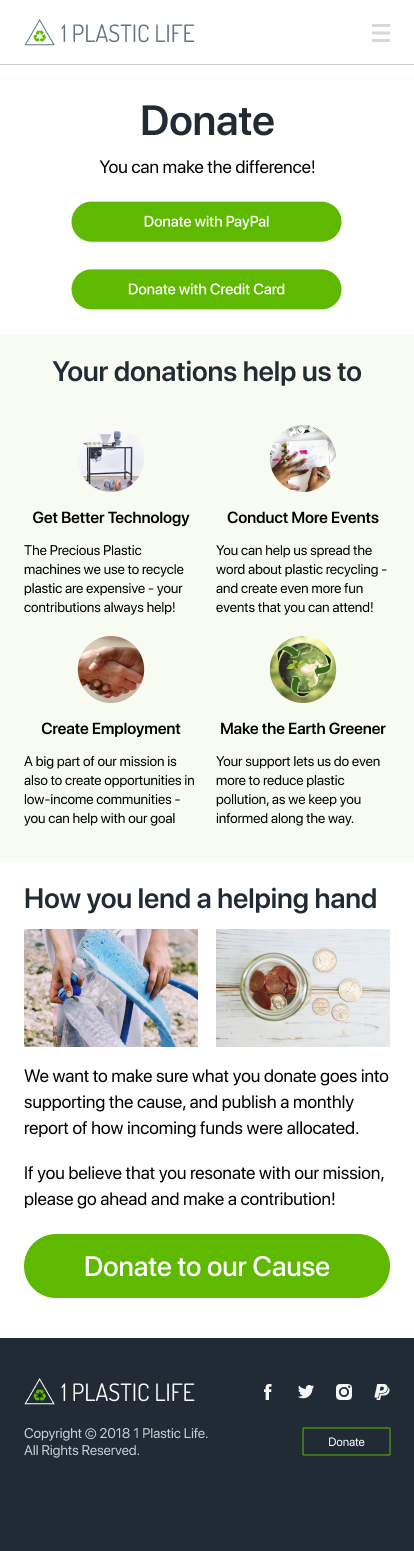 1 PLASTIC LIFE
Donate
You can make the difference!
Donate with PayPal
Donate with Credit Card
Your donations help us to
Get Better Technology
The Precious Plastic
machines we use to recycle
plastic are expensive - your
contributions always help!
Conduct More Events
You can help us spread the
word about plastic recycling -
and create even more fun
events that you can attend!
Create Employment
A big part of our mission is
also to create opportunities in
low-income communities -
you can help with our goal
Make the Earth Greener
Your support lets us do even
more to reduce plastic
pollution, as we keep you
informed along the way.
How you lend a helping hand
We want to make sure what you donate goes into
supporting the cause, and publish a monthly
report of how incoming funds were allocated.
If you believe that you resonate with our mission,
please go ahead and make a contribution!
Donate to our Cause
1 PLASTIC LIFE
Copyright © 2018 1 Plastic Life.
All Rights Reserved.
Donate